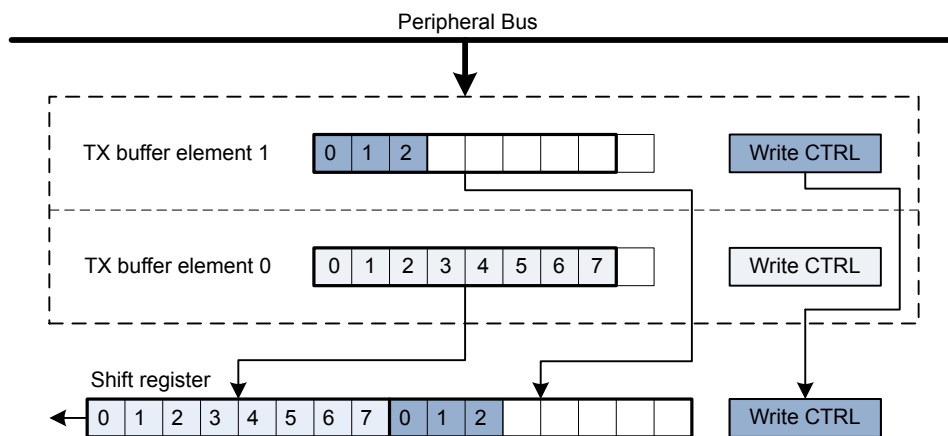 Peripheral Bus
TX buffer element 1 0 1 2 Write CTRL
TX buffer element 0 0 1 2 3 4 5 6 7 Write CTRL
Shift register
0 1 2 3 4 5 6 7 0 1 2 Write CTRL